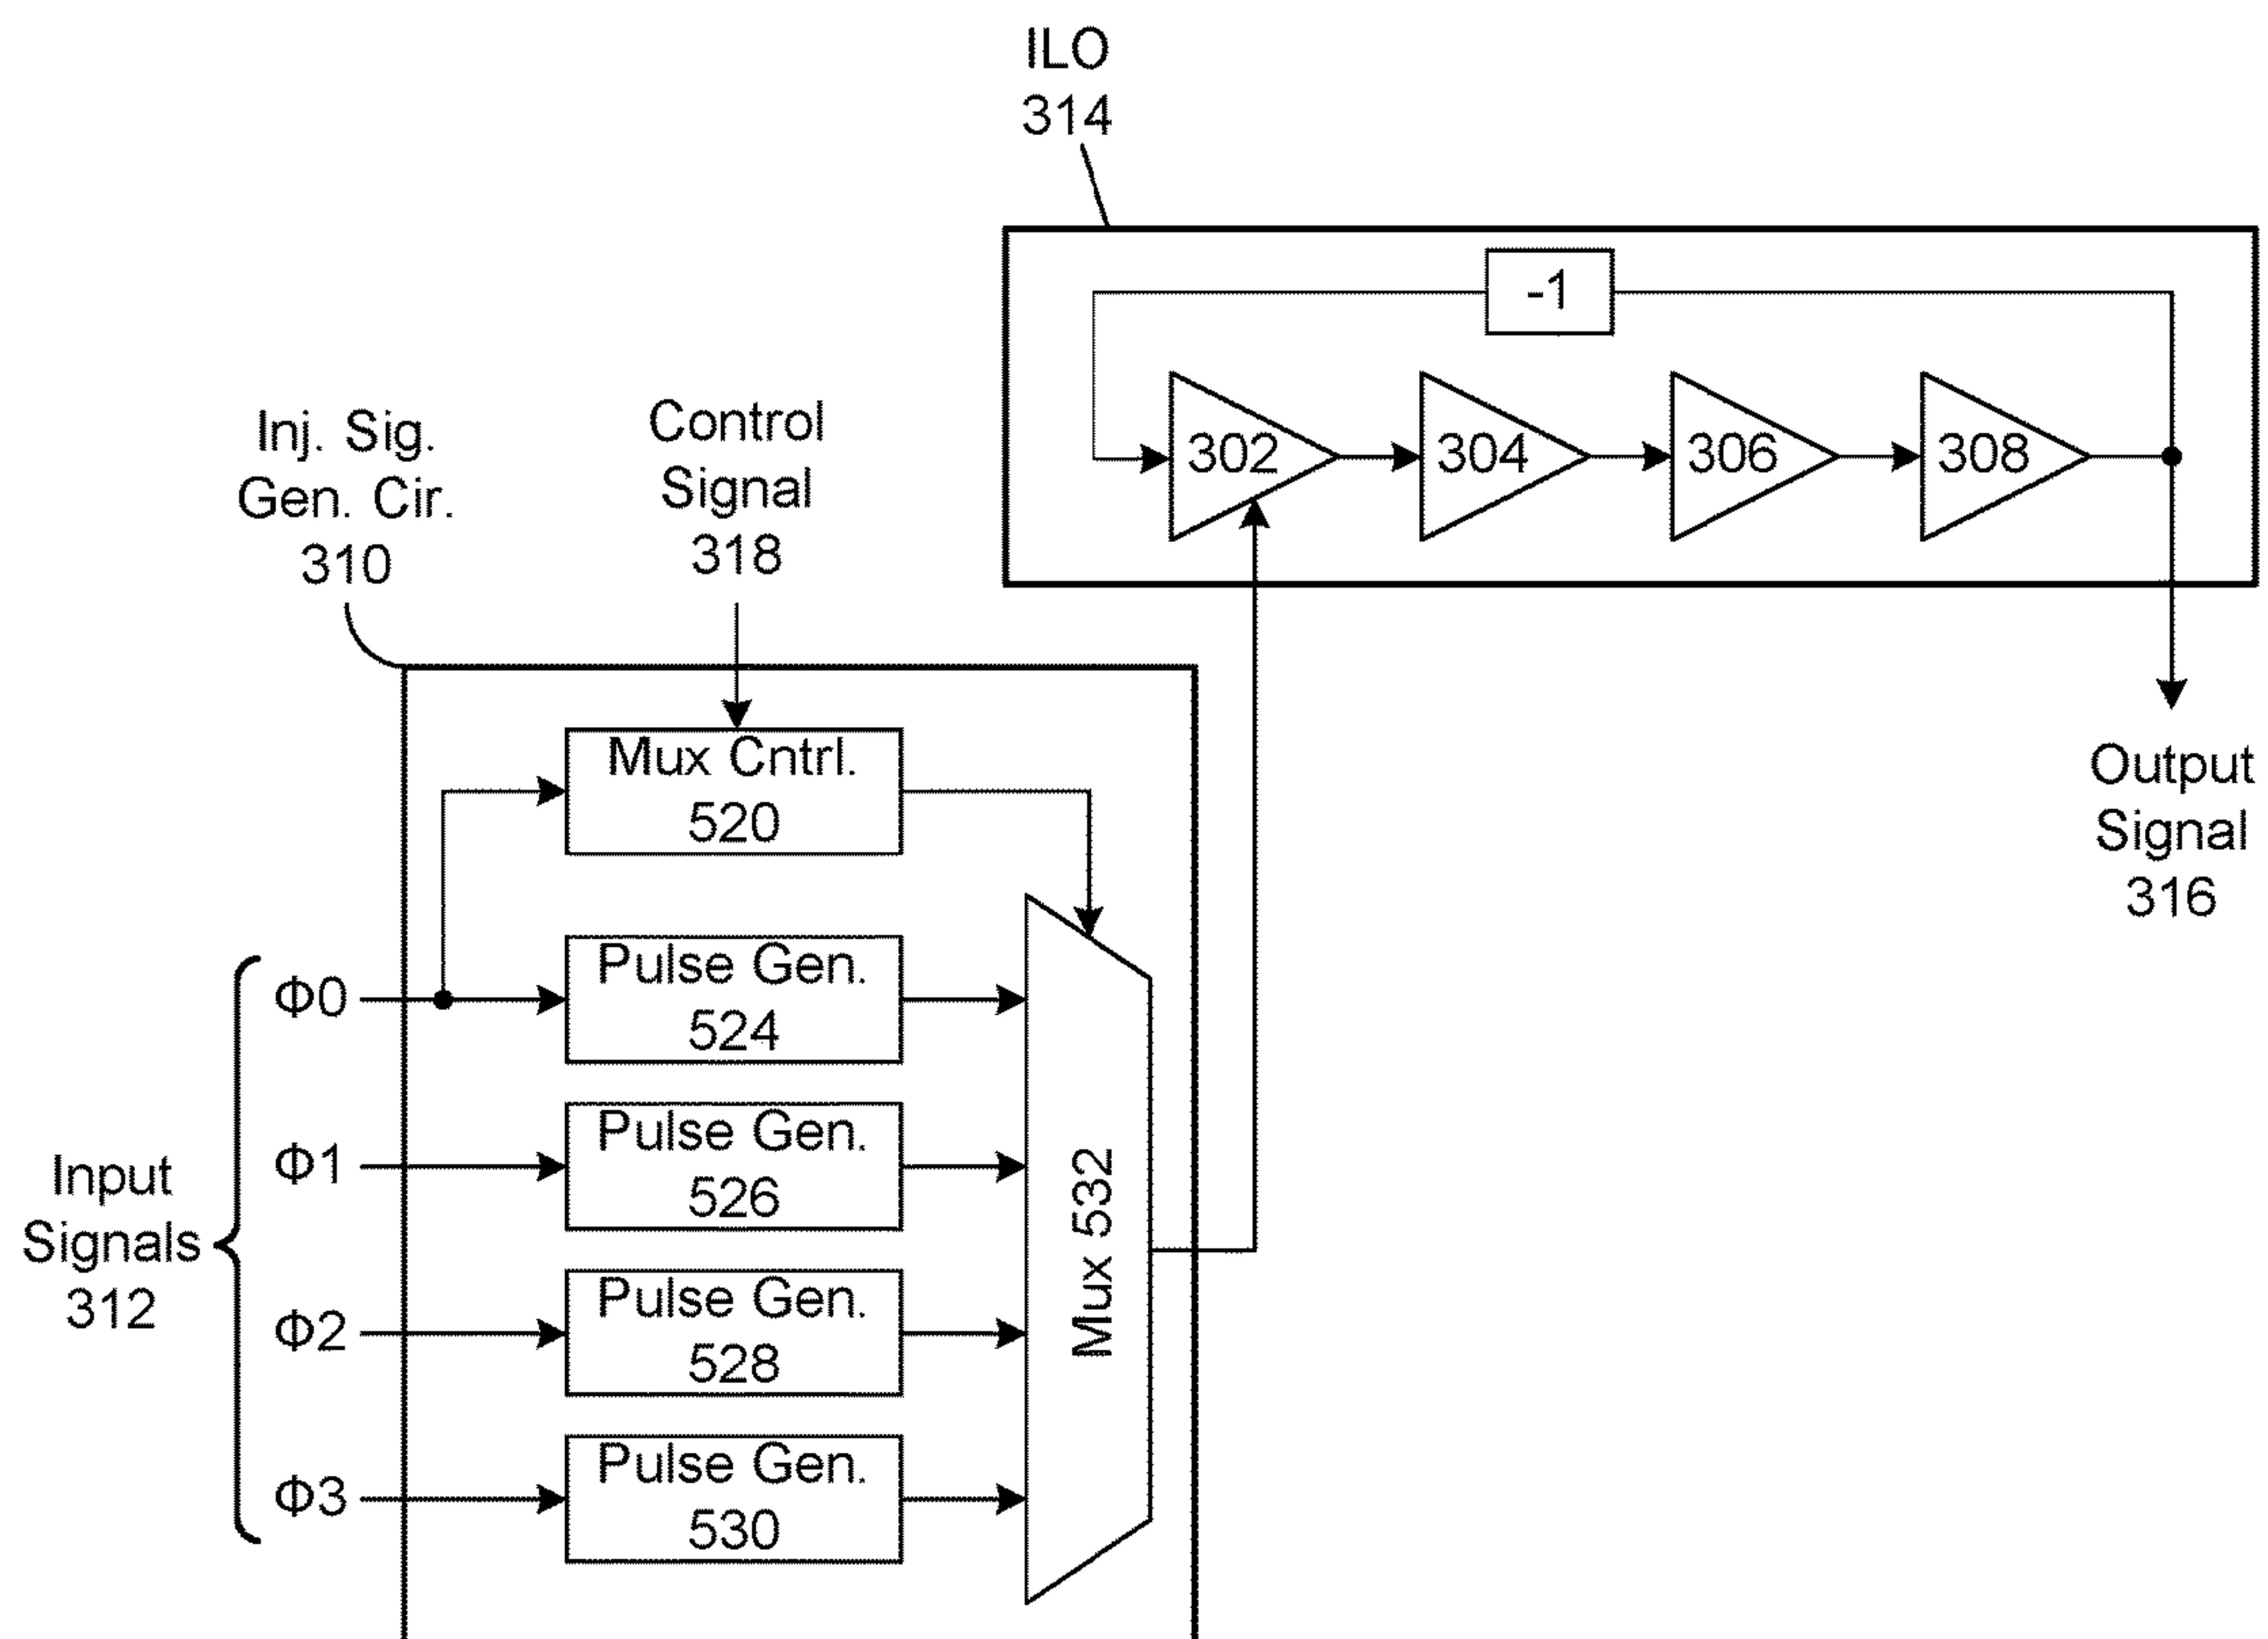 ILO
314
-1
302
304
306
308
Inj. Sig.
Gen. Cir.
310
Control
Signal
318
Output
Signal
316
Mux Cntrl.
520
Input
Signals
312
Φ0
Φ1
Φ2
Φ3
Pulse Gen.
524
Pulse Gen.
526
Pulse Gen.
528
Pulse Gen.
530
Mux 532